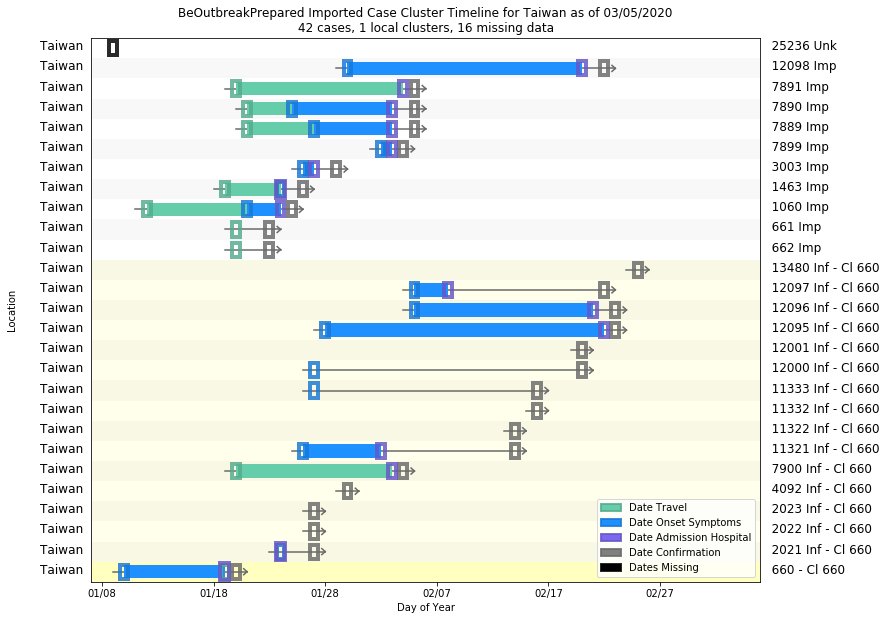 BeOutbreakPrepared Imported Case Cluster Timeline for Taiwan as of 03/05/2020
42 cases, 1 local clusters, 16 missing data
Taiwan 25236 Unk
Taiwan 12098 Imp
Taiwan 7891 Imp
Taiwan 7890 Imp
Taiwan 7889 Imp
Taiwan 7899 Imp
Taiwan 3003 Imp
Taiwan 1463 Imp
Taiwan 1060 Imp
Taiwan 661 Imp
Taiwan 662 Imp
Taiwan 13480 Inf - Cl 660
Taiwan 12097 Inf - Cl 660
Taiwan 12096 Inf - Cl 660
Taiwan 12095 Inf - Cl 660
Taiwan 12001 Inf - Cl 660
Taiwan 12000 Inf - Cl 660
Taiwan 11333 Inf - Cl 660
Taiwan 11332 Inf - Cl 660
Taiwan 11322 Inf - Cl 660
Taiwan 11321 Inf - Cl 660
Taiwan 7900 Inf - Cl 660
Taiwan 4092 Inf - Cl 660
Taiwan 2023 Inf - Cl 660
Taiwan 2022 Inf - Cl 660
Taiwan 2021 Inf - Cl 660
Taiwan 660 - Cl 660
Location
Date Travel
Date Onset Symptoms
Date Admission Hospital
Date Confirmation
Dates Missing
01/08 01/18 01/28 02/07 02/17 02/27
Day of Year